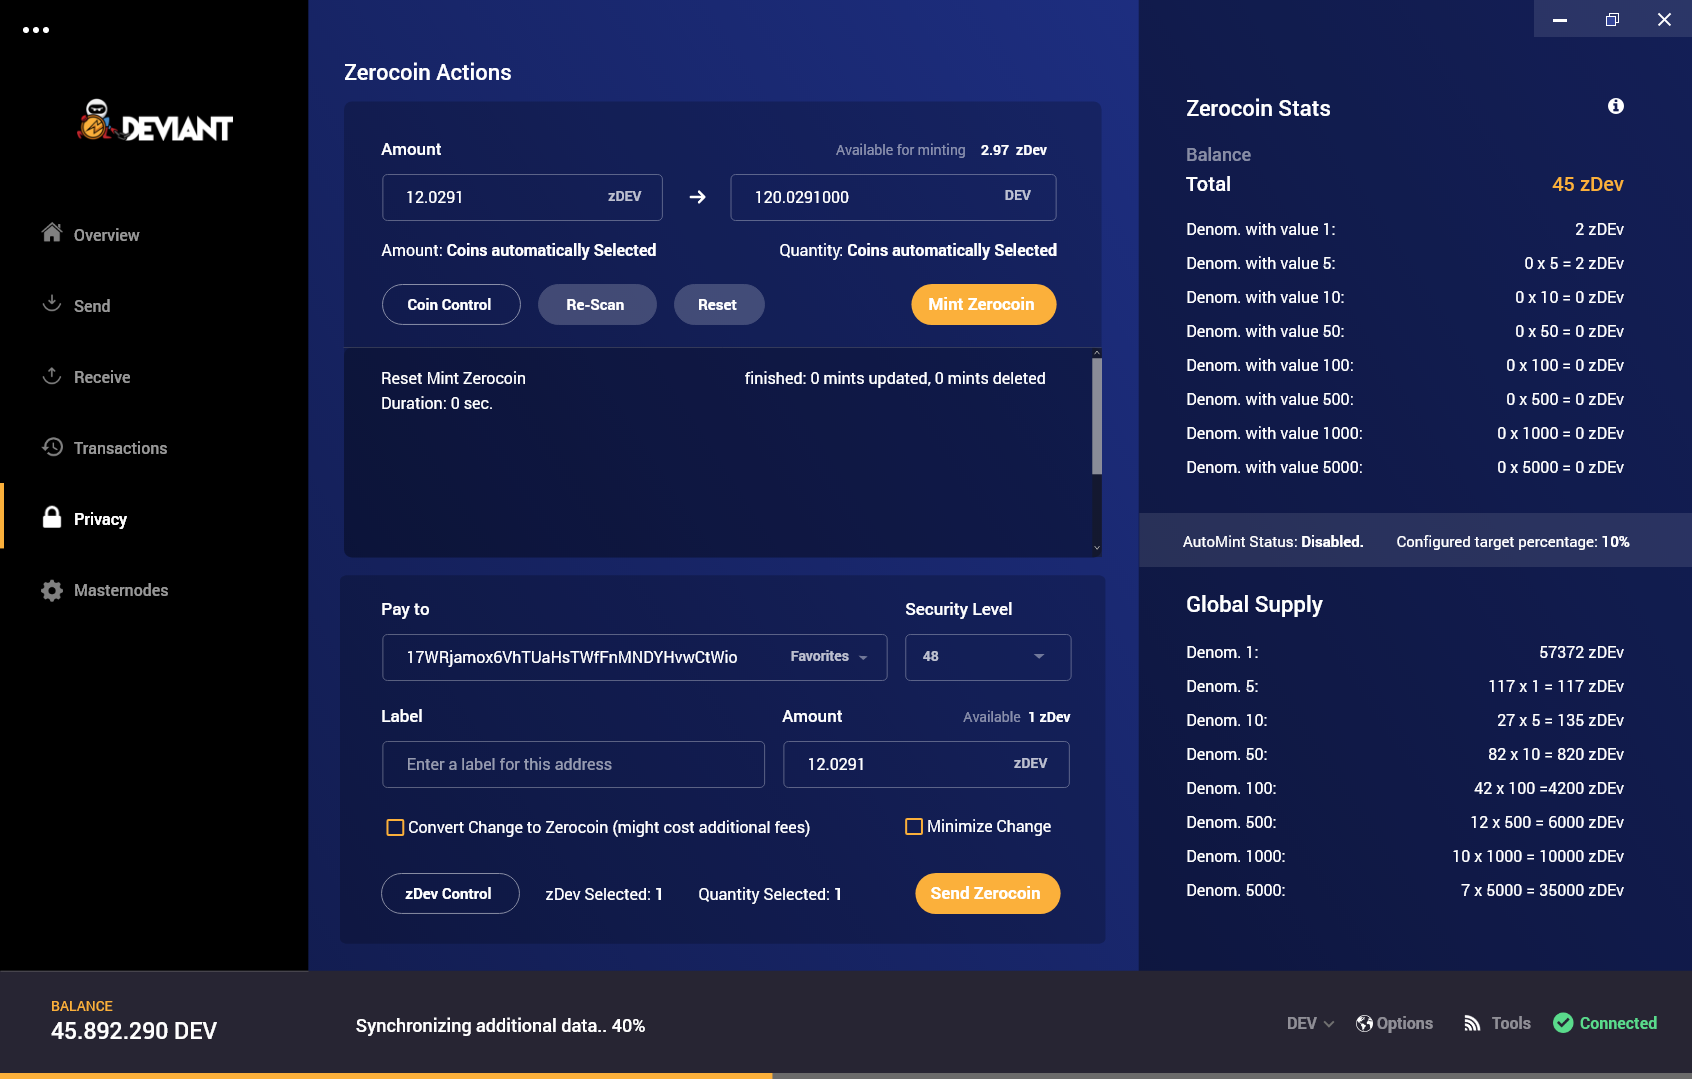 DEVIANT
Overview
Send
Receive
Transactions
Privacy
Masternodes
Zerocoin Actions
Amount
Available for minting 2.97 zDev
12.0291 zDEV
120.0291000 DEV
Amount: Coins automatically Selected
Quantity: Coins automatically Selected
Coin Control
Re-Scan
Reset
Mint Zerocoin
Reset Mint Zerocoin finished: 0 mints updated, 0 mints deleted
Duration: 0 sec.
Pay to
Security Level
17WRjamox6VhTUaHsTWfFnMNDYHvwCtWio Favorites
48
Label
Amount
Available 1 zDev
Enter a label for this address
12.0291 zDEV
Convert Change to Zerocoin (might cost additional fees)
Minimize Change
zDev Control
zDev Selected: 1
Quantity Selected: 1
Send Zerocoin
Zerocoin Stats
Balance
Total 45 zDev
Denom. with value 1: 2 zDEv
Denom. with value 5: 0 x 5 = 2 zDEv
Denom. with value 10: 0 x 10 = 0 zDEv
Denom. with value 50: 0 x 50 = 0 zDEv
Denom. with value 100: 0 x 100 = 0 zDEv
Denom. with value 500: 0 x 500 = 0 zDEv
Denom. with value 1000: 0 x 1000 = 0 zDEv
Denom. with value 5000: 0 x 5000 = 0 zDEv
AutoMint Status: Disabled. Configured target percentage: 10%
Global Supply
Denom. 1: 57372 zDEv
Denom. 5: 117 x 1 = 117 zDEv
Denom. 10: 27 x 5 = 135 zDEv
Denom. 50: 82 x 10 = 820 zDEv
Denom. 100: 42 x 100 =4200 zDEv
Denom. 500: 12 x 500 = 6000 zDEv
Denom. 1000: 10 x 1000 = 10000 zDEv
Denom. 5000: 7 x 5000 = 35000 zDEv
BALANCE
45.892.290 DEV
Synchronizing additional data.. 40%
DEV
Options
Tools
Connected